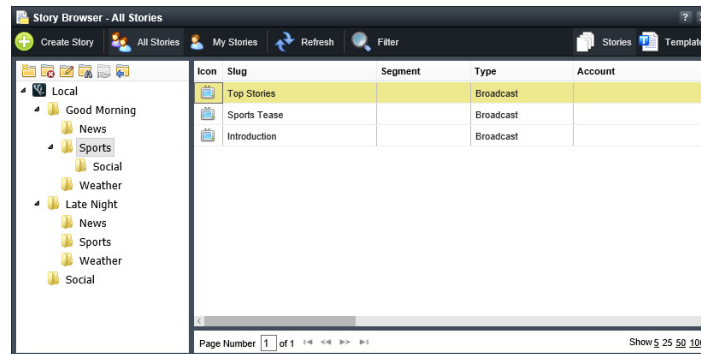 Story Browser - All Stories ?
Create Story All Stories My Stories Refresh Filter Stories Template
Icon Slug Segment Type Account
Local
Good Morning
News
Sports
Social
Weather
Late Night
News
Sports
Weather
Social
Top Stories Broadcast
Sports Tease Broadcast
Introduction Broadcast
Page Number 1 of 1 Show 5 25 50 100